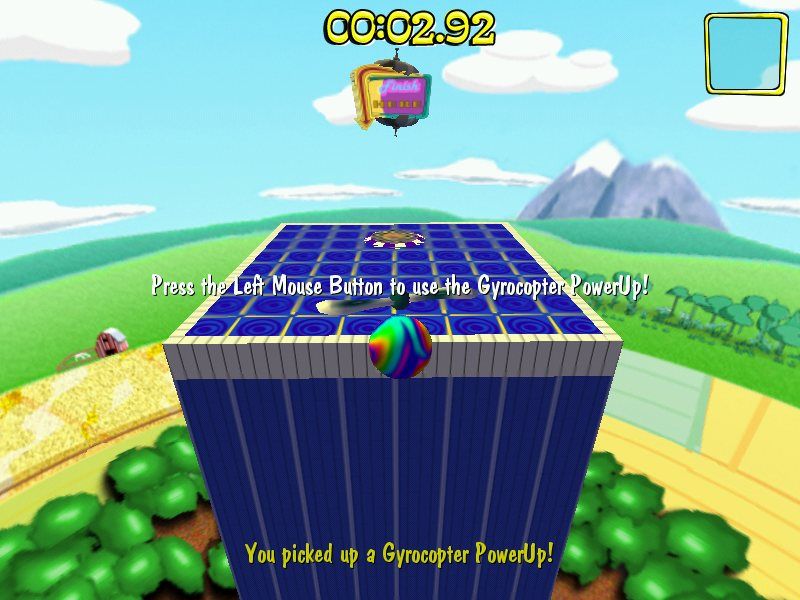 00:02.92
Finish
Press the Left Mouse Button to use the Gyrocopter PowerUp!
You picked up a Gyrocopter PowerUp!